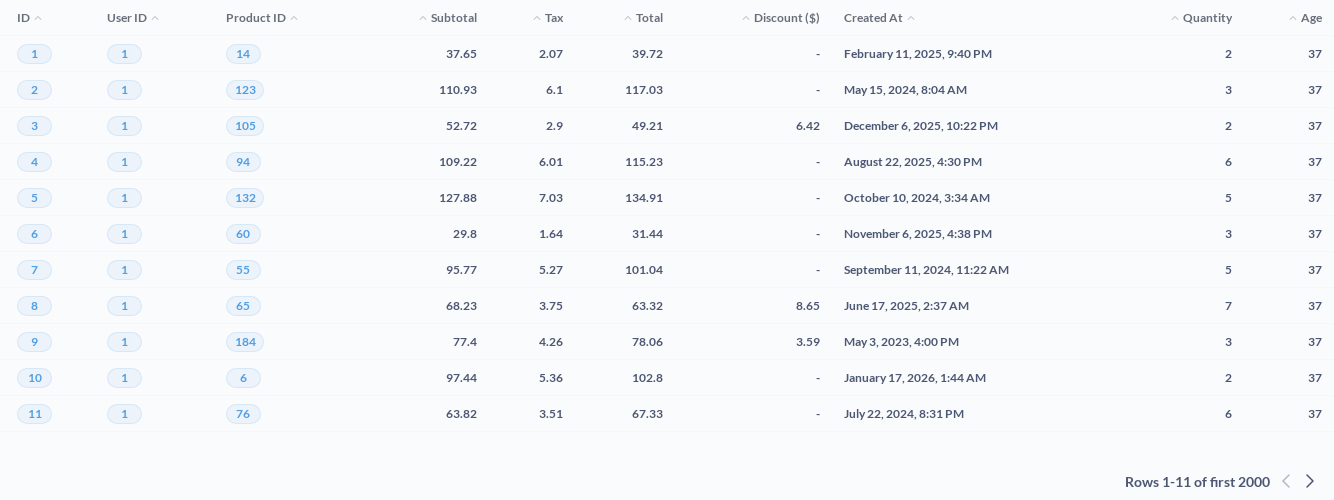 ID User ID Product ID Subtotal Tax Total Discount ($) Created At Quantity Age
1 1 14 37.65 2.07 39.72 - February 11, 2025, 9:40 PM 2 37
2 1 123 110.93 6.1 117.03 - May 15, 2024, 8:04 AM 3 37
3 1 105 52.72 2.9 49.21 6.42 December 6, 2025, 10:22 PM 2 37
4 1 94 109.22 6.01 115.23 - August 22, 2025, 4:30 PM 6 37
5 1 132 127.88 7.03 134.91 - October 10, 2024, 3:34 AM 5 37
6 1 60 29.8 1.64 31.44 - November 6, 2025, 4:38 PM 3 37
7 1 55 95.77 5.27 101.04 - September 11, 2024, 11:22 AM 5 37
8 1 65 68.23 3.75 63.32 8.65 June 17, 2025, 2:37 AM 7 37
9 1 184 77.4 4.26 78.06 3.59 May 3, 2023, 4:00 PM 3 37
10 1 6 97.44 5.36 102.8 - January 17, 2026, 1:44 AM 2 37
11 1 76 63.82 3.51 67.33 - July 22, 2024, 8:31 PM 6 37
Rows 1-11 of first 2000